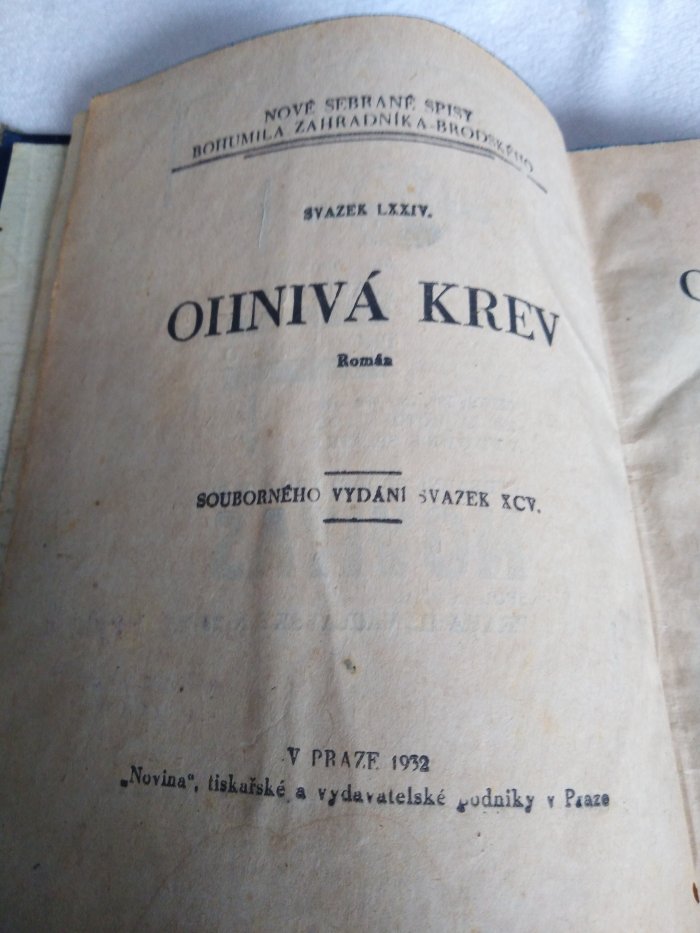 NOVÉ SEBRANÉ SPISY
BOHUMILA ZAHRADNÍKA-BRODSKÉHO
SVAZEK LXXIV.
OHNIVÁ KREV
Román
SOUBORNÉHO VYDÁNÍ SVAZEK XCV.
V PRAZE 1932
„Novina“, tiskařské a vydavatelské podniky v Praze